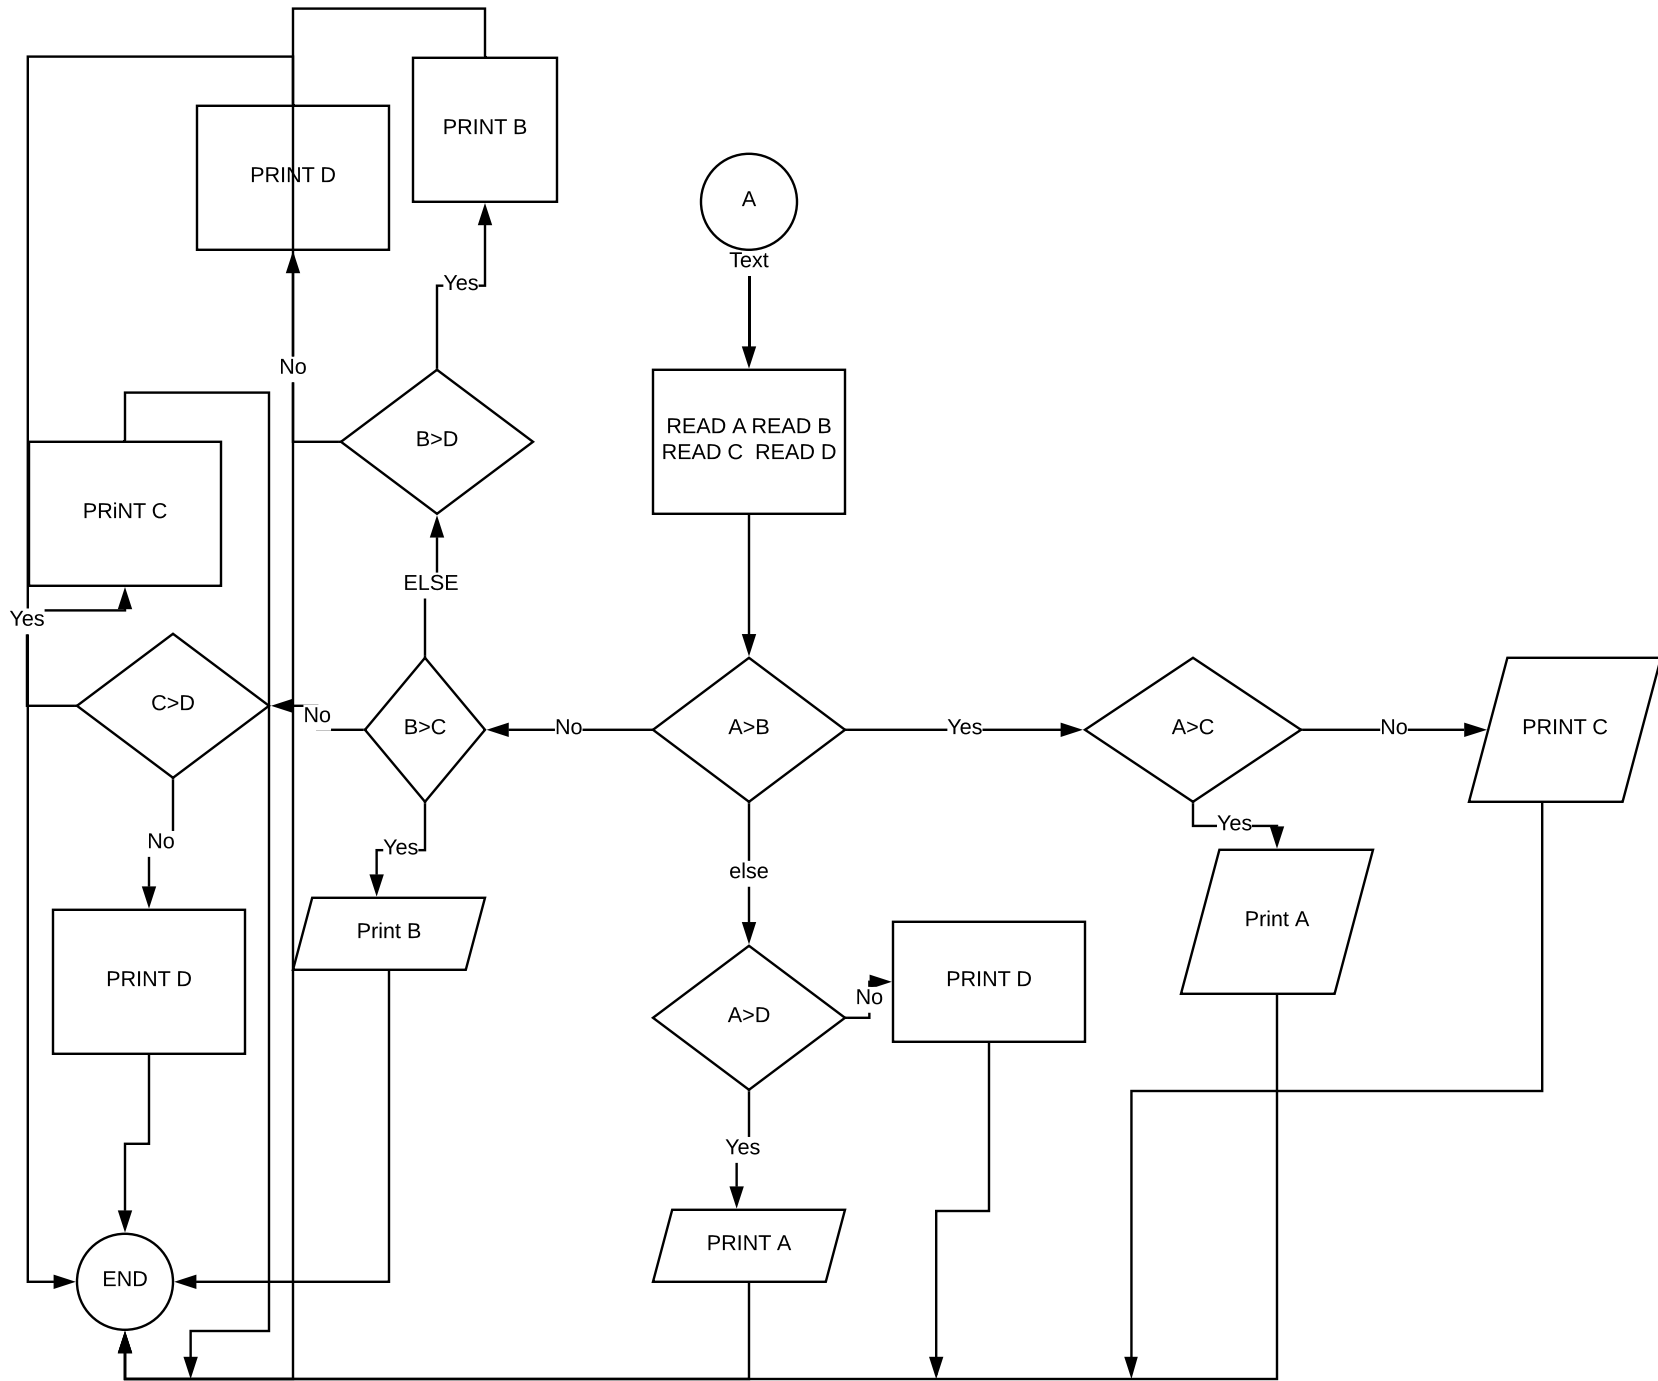 PRINT B
PRINT D
A
Text
Yes
No
B>D
READ A READ B
READ C  READ D
PRiNT C
ELSE
Yes
C>D
No
B>C
No
A>B
Yes
A>C
No
PRINT C
Yes
No
Yes
else
Print B
Print A
PRINT D
PRINT D
No
A>D
Yes
PRINT A
END